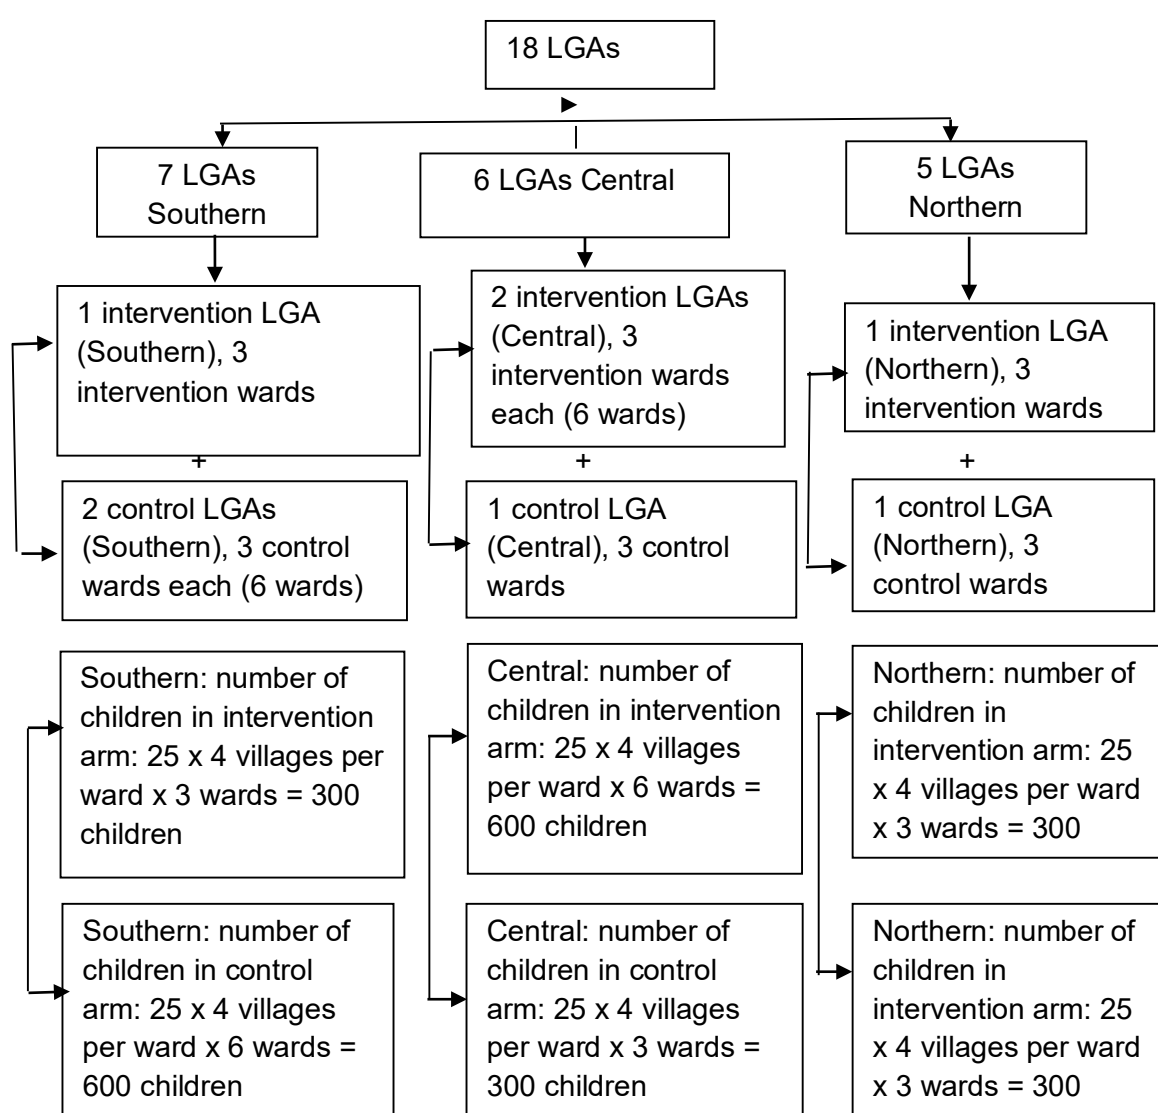 18 LGAs
7 LGAs
Southern
6 LGAs Central
5 LGAs
Northern
1 intervention LGA
(Southern), 3
intervention wards
2 intervention LGAs
(Central), 3
intervention wards
each (6 wards)
1 intervention LGA
(Northern), 3
intervention wards
+
+
+
2 control LGAs
(Southern), 3 control
wards each (6 wards)
1 control LGA
(Central), 3 control
wards
1 control LGA
(Northern), 3
control wards
Southern: number of
children in intervention
arm: 25 x 4 villages per
ward x 3 wards = 300
children
Central: number of
children in intervention
arm: 25 x 4 villages
per ward x 6 wards =
600 children
Northern: number of
children in
intervention arm: 25
x 4 villages per ward
x 3 wards = 300
Southern: number of
children in control
arm: 25 x 4 villages
per ward x 6 wards =
600 children
Central: number of
children in control
arm: 25 x 4 villages
per ward x 3 wards =
300 children
Northern: number of
children in
intervention arm: 25
x 4 villages per ward
x 3 wards = 300